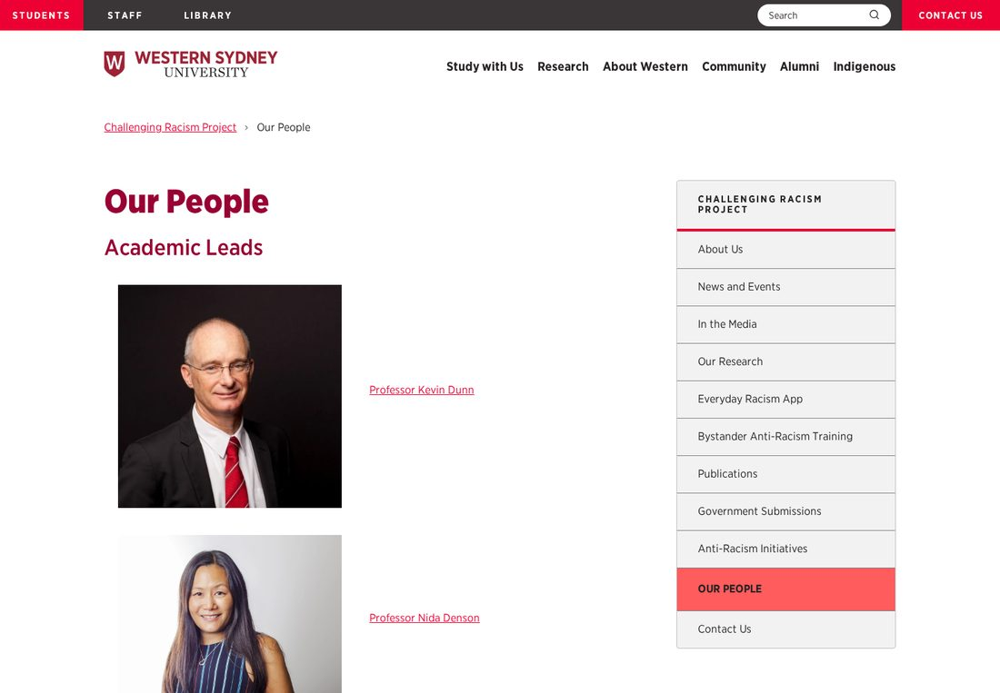 STUDENTS STAFF LIBRARY Search CONTACT US
W WESTERN SYDNEY
UNIVERSITY
Study with Us Research About Western Community Alumni Indigenous
Challenging Racism Project › Our People
Our People
Academic Leads
Professor Kevin Dunn
Professor Nida Denson
CHALLENGING RACISM
PROJECT
About Us
News and Events
In the Media
Our Research
Everyday Racism App
Bystander Anti-Racism Training
Publications
Government Submissions
Anti-Racism Initiatives
OUR PEOPLE
Contact Us